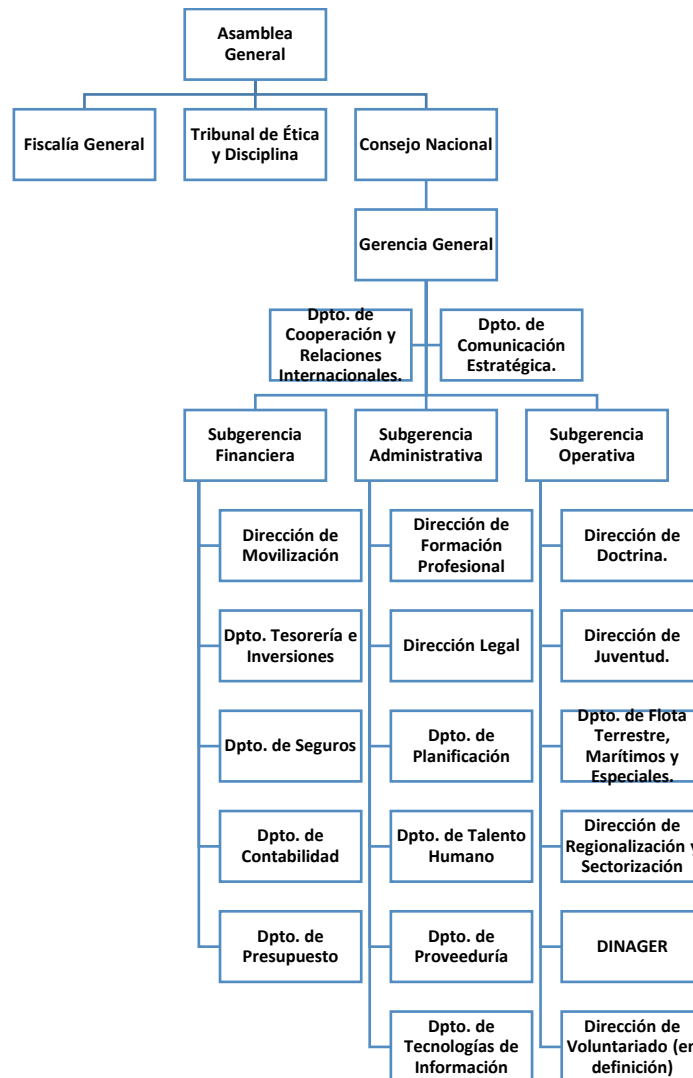 Asamblea
General
Fiscalía General
Tribunal de Ética
y Disciplina
Consejo Nacional
Gerencia General
Dpto. de
Cooperación y
Relaciones
Internacionales.
Dpto. de
Comunicación
Estratégica.
Subgerencia
Financiera
Dirección de
Movilización
Dpto. Tesorería e
Inversiones
Dpto. de Seguros
Dpto. de
Contabilidad
Dpto. de
Presupuesto
Subgerencia
Administrativa
Dirección de
Formación
Profesional
Dirección Legal
Dpto. de
Planificación
Dpto. de Talento
Humano
Dpto. de
Proveeduría
Dpto. de
Tecnologías de
Información
Subgerencia
Operativa
Dirección de
Doctrina.
Dirección de
Juventud.
Dpto. de Flota
Terrestre,
Marítimos y
Especiales.
Dirección de
Regionalización y
Sectorización
DINAGER
Dirección de
Voluntariado (en
definición)